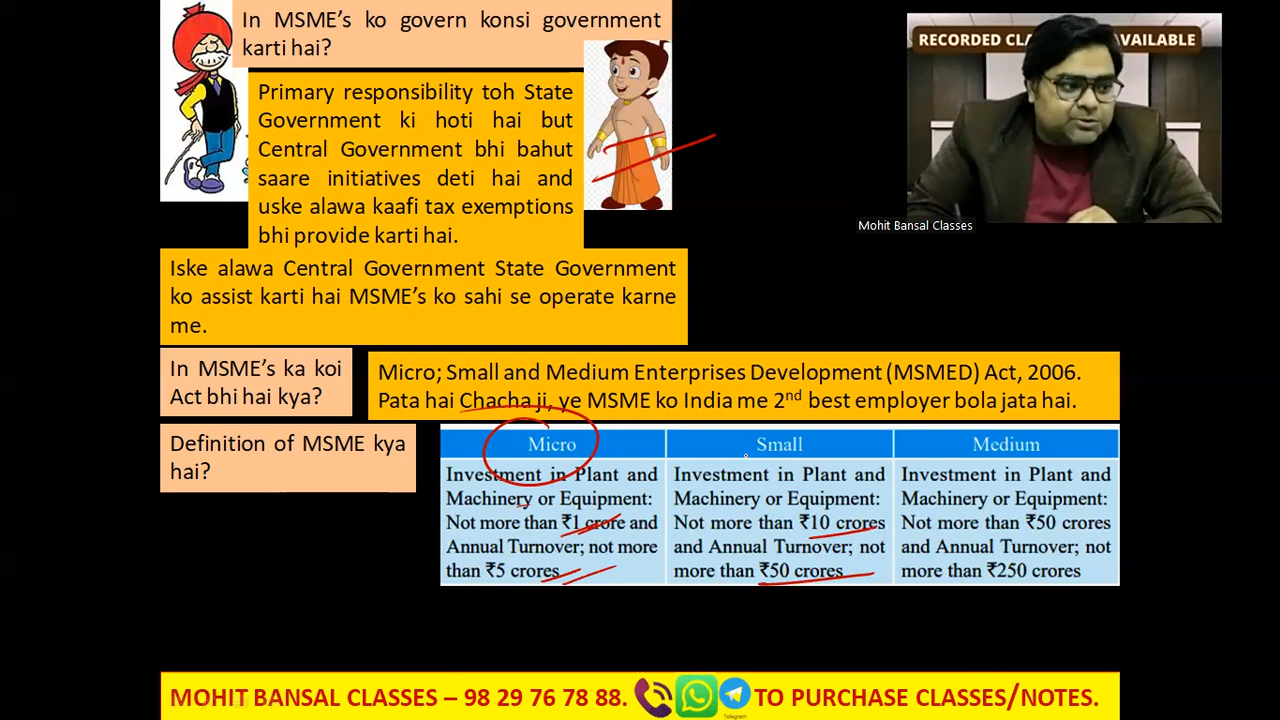 In MSME's ko govern konsi government
karti hai?
Primary responsibility toh State
Government ki hoti hai but
Central Government bhi bahut
saare initiatives deti hai and
uske alawa kaafi tax exemptions
bhi provide karti hai.
Iske alawa Central Government State Government
ko assist karti hai MSME's ko sahi se operate karne
me.
In MSME's ka koi
Act bhi hai kya?
Micro; Small and Medium Enterprises Development (MSMED) Act, 2006.
Pata hai Chacha ji, ye MSME ko India me 2nd best employer bola jata hai.
Definition of MSME kya
hai?
Micro
Investment in Plant and
Machinery or Equipment:
Not more than ₹1 crore and
Annual Turnover; not more
than ₹5 crores
Small
Investment in Plant and
Machinery or Equipment:
Not more than ₹10 crores
and Annual Turnover; not
more than ₹50 crores
Medium
Investment in Plant and
Machinery or Equipment:
Not more than ₹50 crores
and Annual Turnover; not
more than ₹250 crores
RECORDED CLA AVAILABLE
Mohit Bansal Classes
MOHIT BANSAL CLASSES – 98 29 76 78 88. TO PURCHASE CLASSES/NOTES.
Telegram